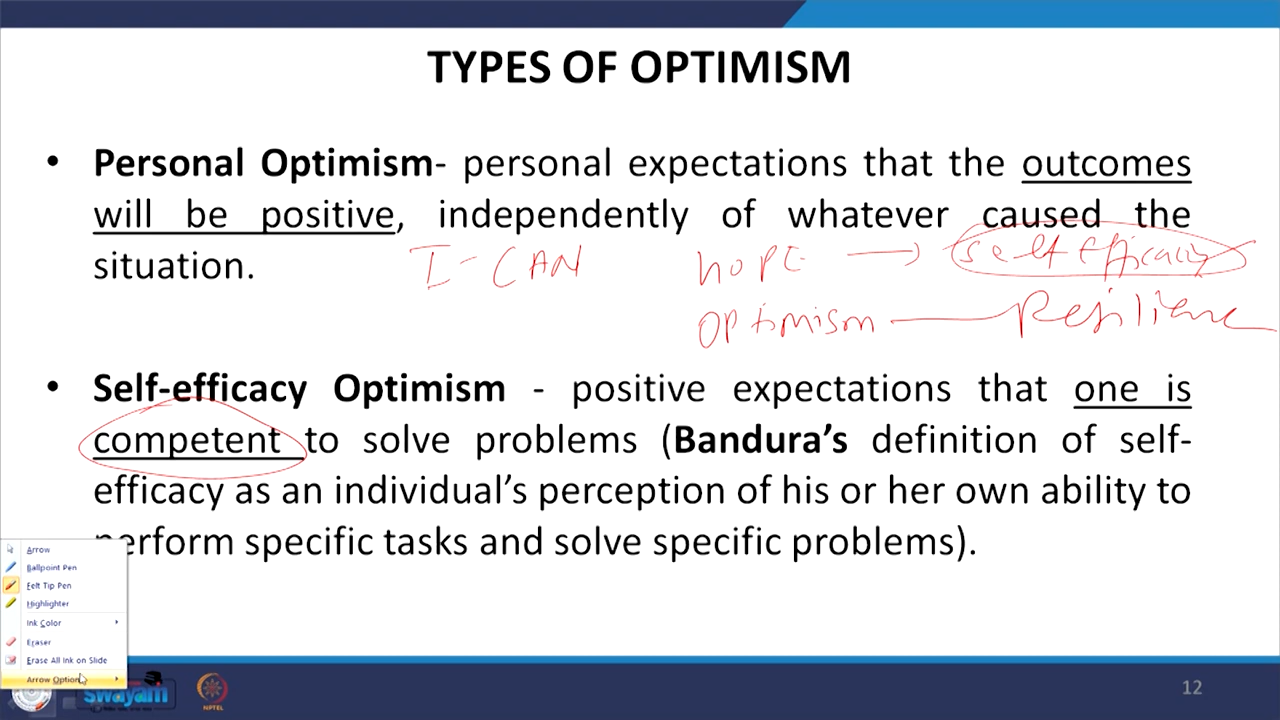 TYPES OF OPTIMISM
• Personal Optimism- personal expectations that the outcomes
will be positive, independently of whatever caused the
situation.
I - CAN
HOPE → Self efficacy
Optimism — Resilience
• Self-efficacy Optimism - positive expectations that one is
competent to solve problems (Bandura's definition of self-
efficacy as an individual's perception of his or her own ability to
perform specific tasks and solve specific problems).
Arrow
Ballpoint Pen
Felt Tip Pen
Highlighter
Ink Color
Eraser
Erase All Ink on Slide
Arrow Option
swayam
NPTEL
12